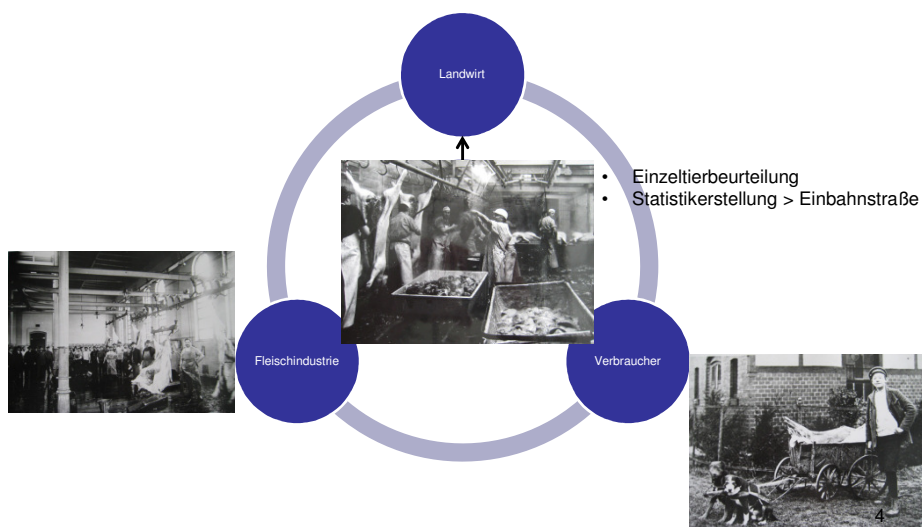 Landwirt
• Einzeltierbeurteilung
• Statistikerstellung > Einbahnstraße
Fleischindustrie
Verbraucher
4